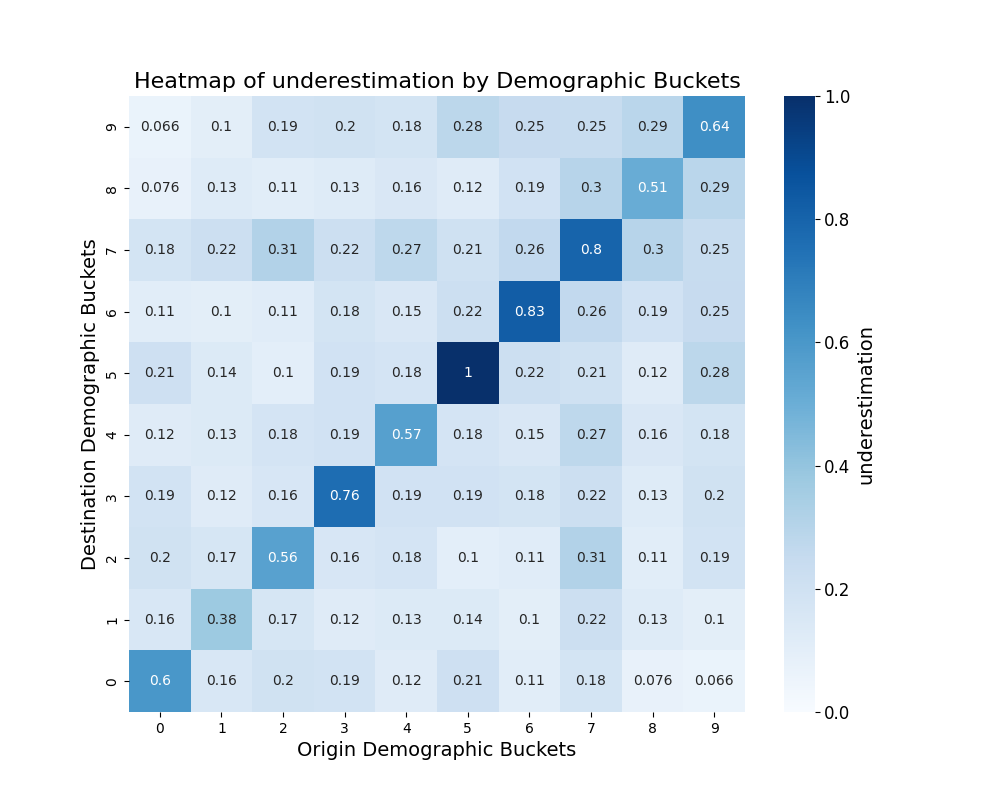 Heatmap of underestimation by Demographic Buckets
Destination Demographic Buckets
9 0.066 0.1 0.19 0.2 0.18 0.28 0.25 0.25 0.29 0.64
8 0.076 0.13 0.11 0.13 0.16 0.12 0.19 0.3 0.51 0.29
7 0.18 0.22 0.31 0.22 0.27 0.21 0.26 0.8 0.3 0.25
6 0.11 0.1 0.11 0.18 0.15 0.22 0.83 0.26 0.19 0.25
5 0.21 0.14 0.1 0.19 0.18 1 0.22 0.21 0.12 0.28
4 0.12 0.13 0.18 0.19 0.57 0.18 0.15 0.27 0.16 0.18
3 0.19 0.12 0.16 0.76 0.19 0.19 0.18 0.22 0.13 0.2
2 0.2 0.17 0.56 0.16 0.18 0.1 0.11 0.31 0.11 0.19
1 0.16 0.38 0.17 0.12 0.13 0.14 0.1 0.22 0.13 0.1
0 0.6 0.16 0.2 0.19 0.12 0.21 0.11 0.18 0.076 0.066
0 1 2 3 4 5 6 7 8 9
Origin Demographic Buckets
1.0
0.8
0.6
0.4
0.2
0.0
underestimation